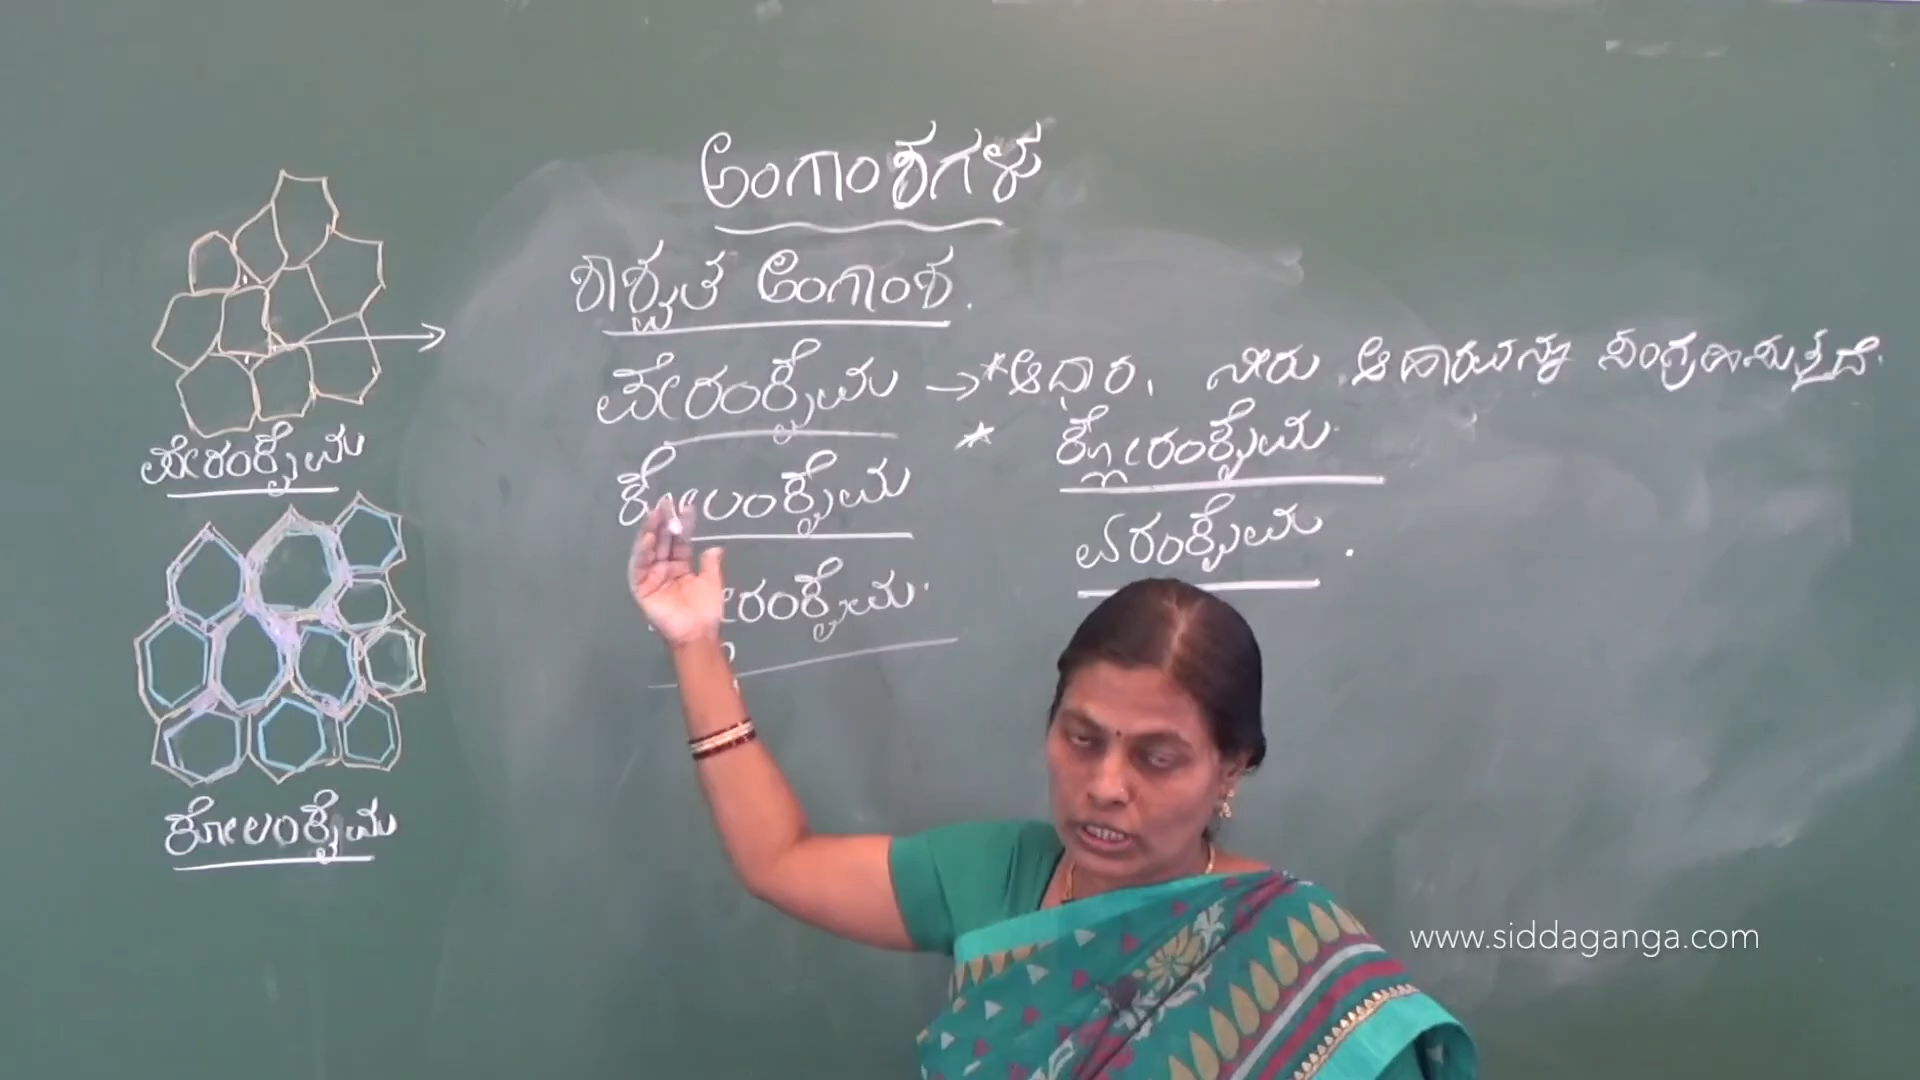 ಅಂಗಾಂಶಗಳು
ಶಾಶ್ವತ ಅಂಗಾಂಶ.
ಪೇರಂಕೈಮ → *ಆಧಾರ, ನೀರು ಆಹಾರವನ್ನು ಸಂಗ್ರಹಿಸುತ್ತದೆ.
* ಕ್ಲೋರಂಕೈಮ.
ಕೋಲಂಕೈಮ
ಏರಂಕೈಮ.
ಪೇರಂಕೈಮ
ಕೋಲಂಕೈಮ
www.siddaganga.com